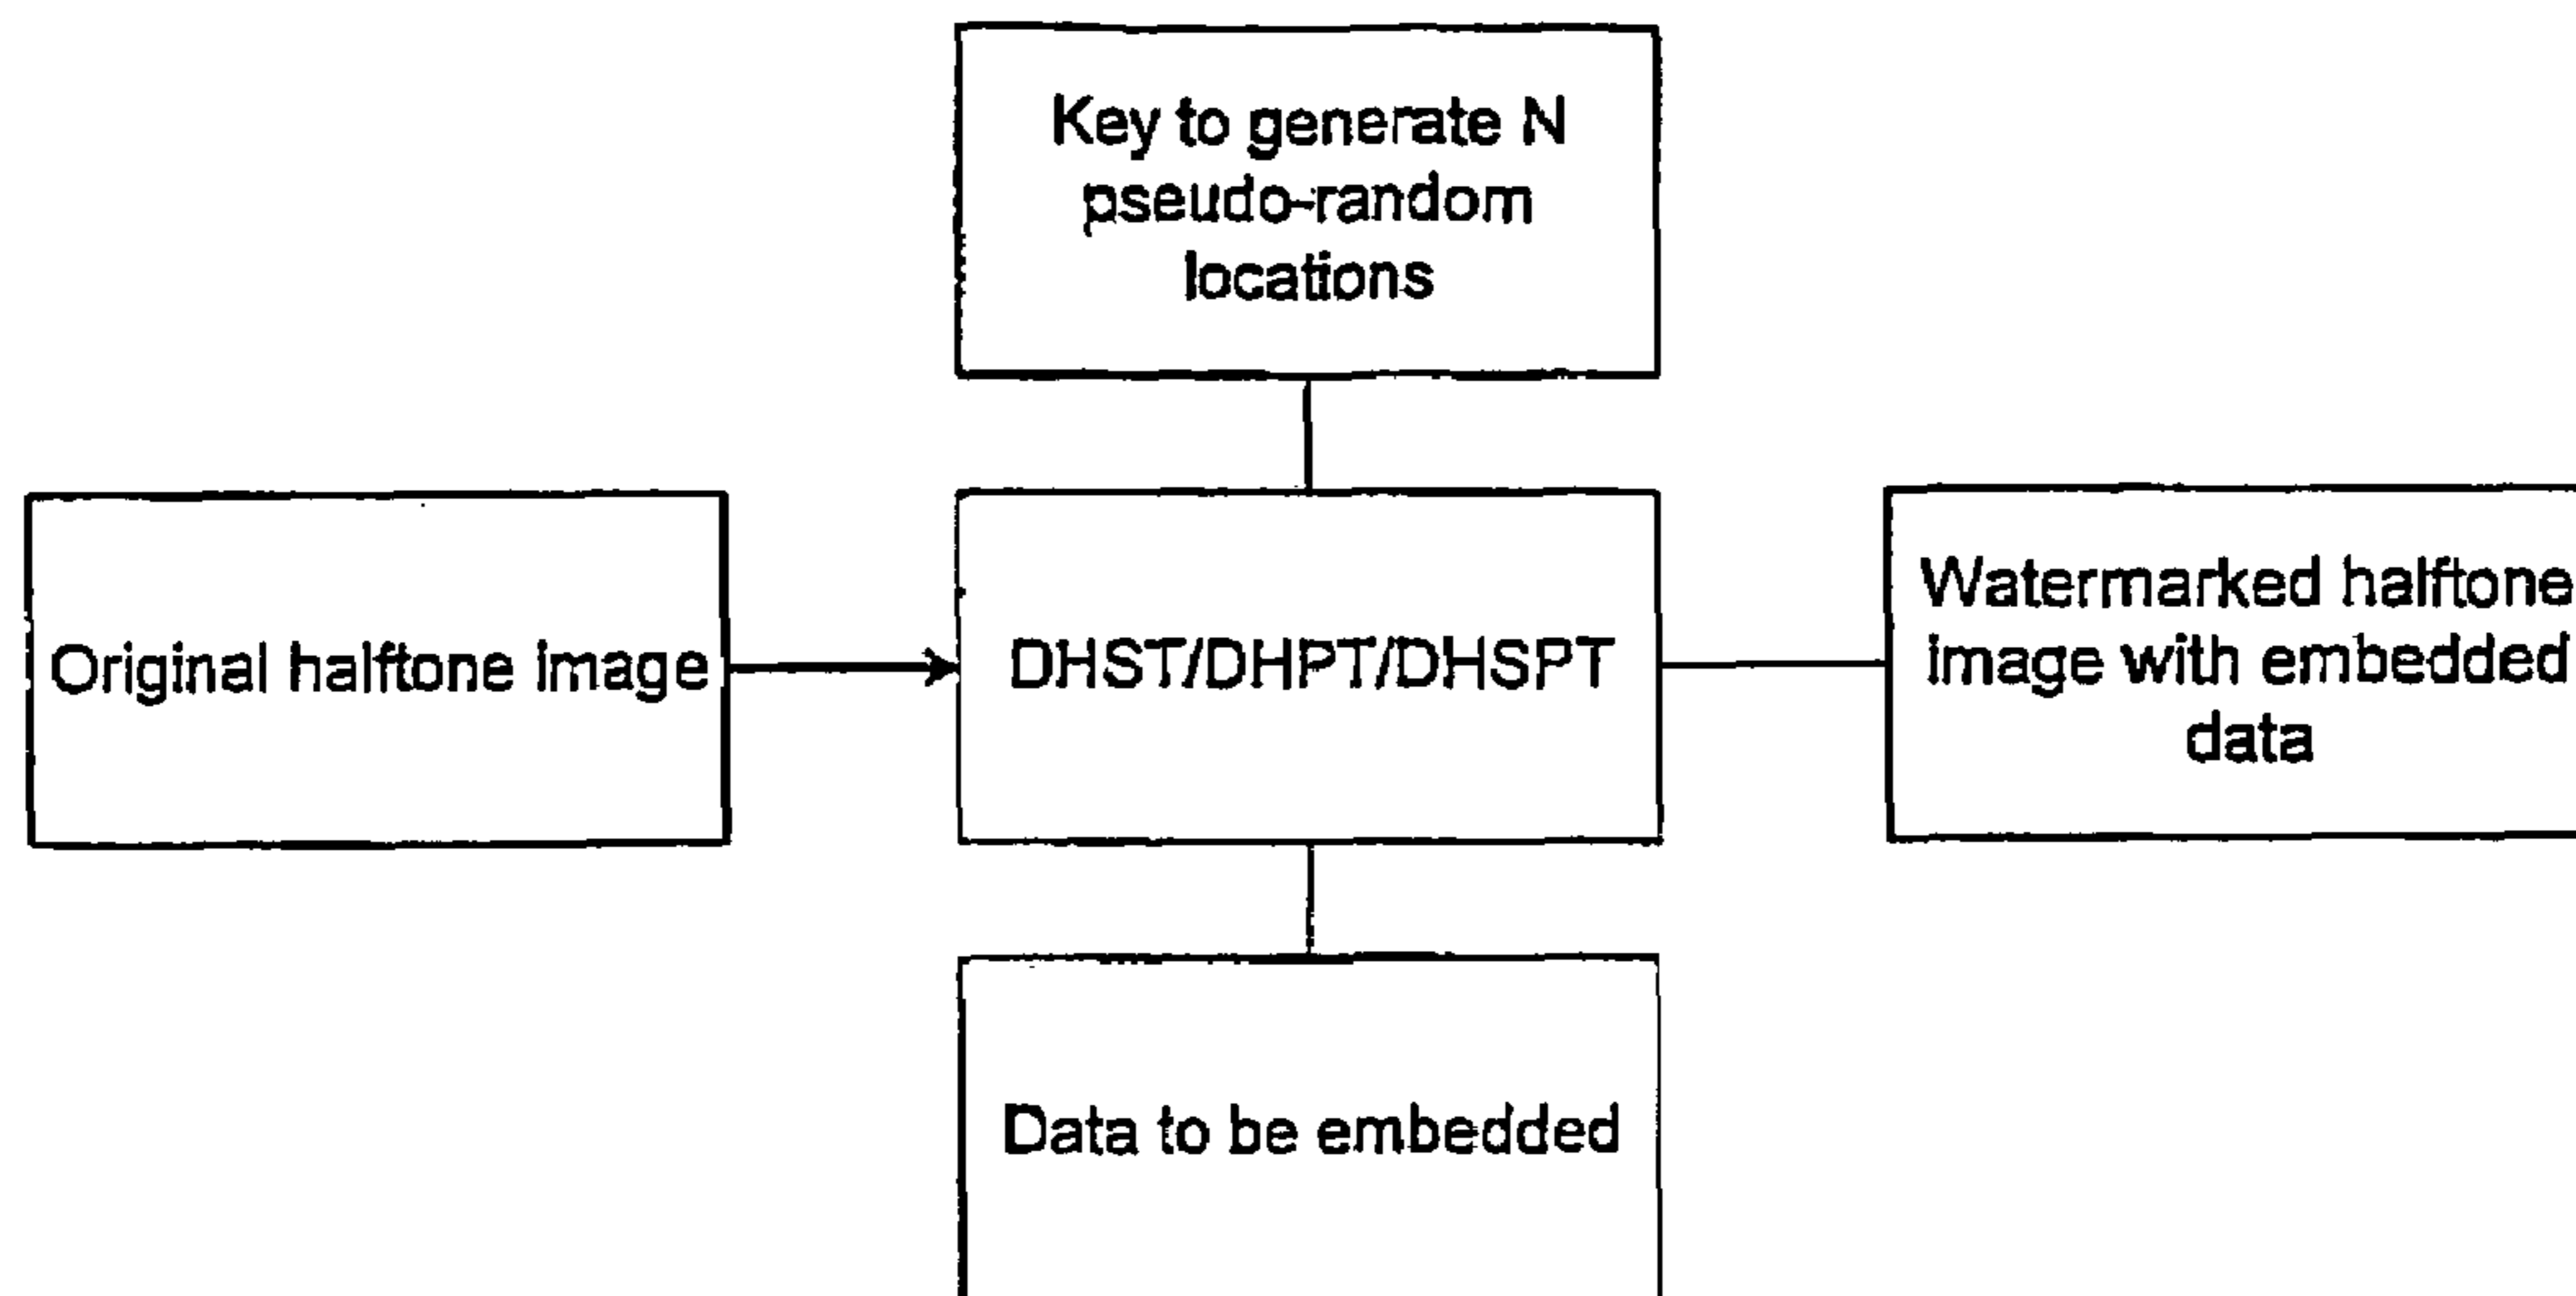 Key to generate N
pseudo-random
locations
Original halftone image
DHST/DHPT/DHSPT
Watermarked halftone
image with embedded
data
Data to be embedded